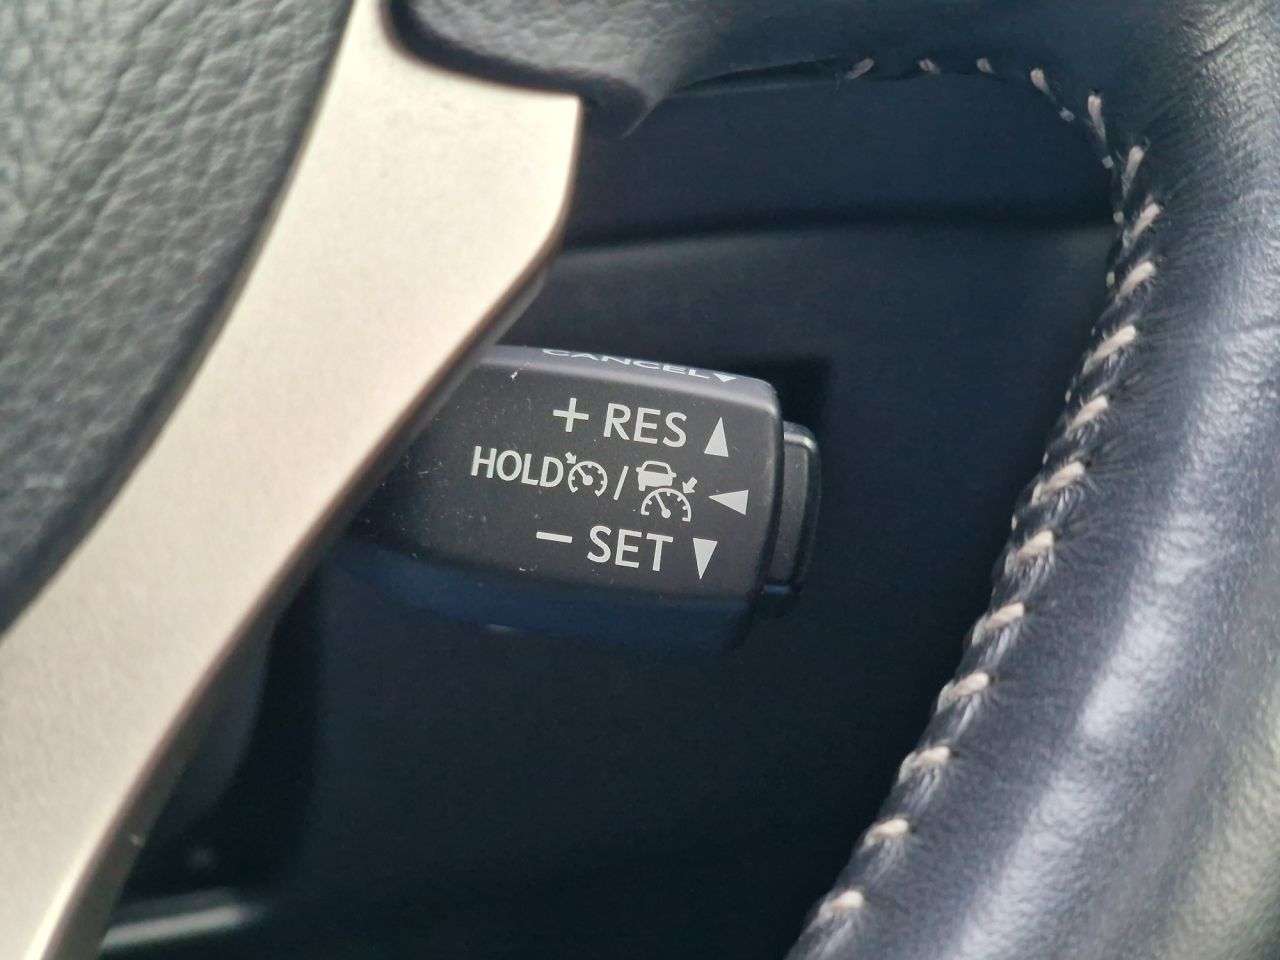 CANCEL▼
+ RES ▲
HOLD / ◀
− SET ▼